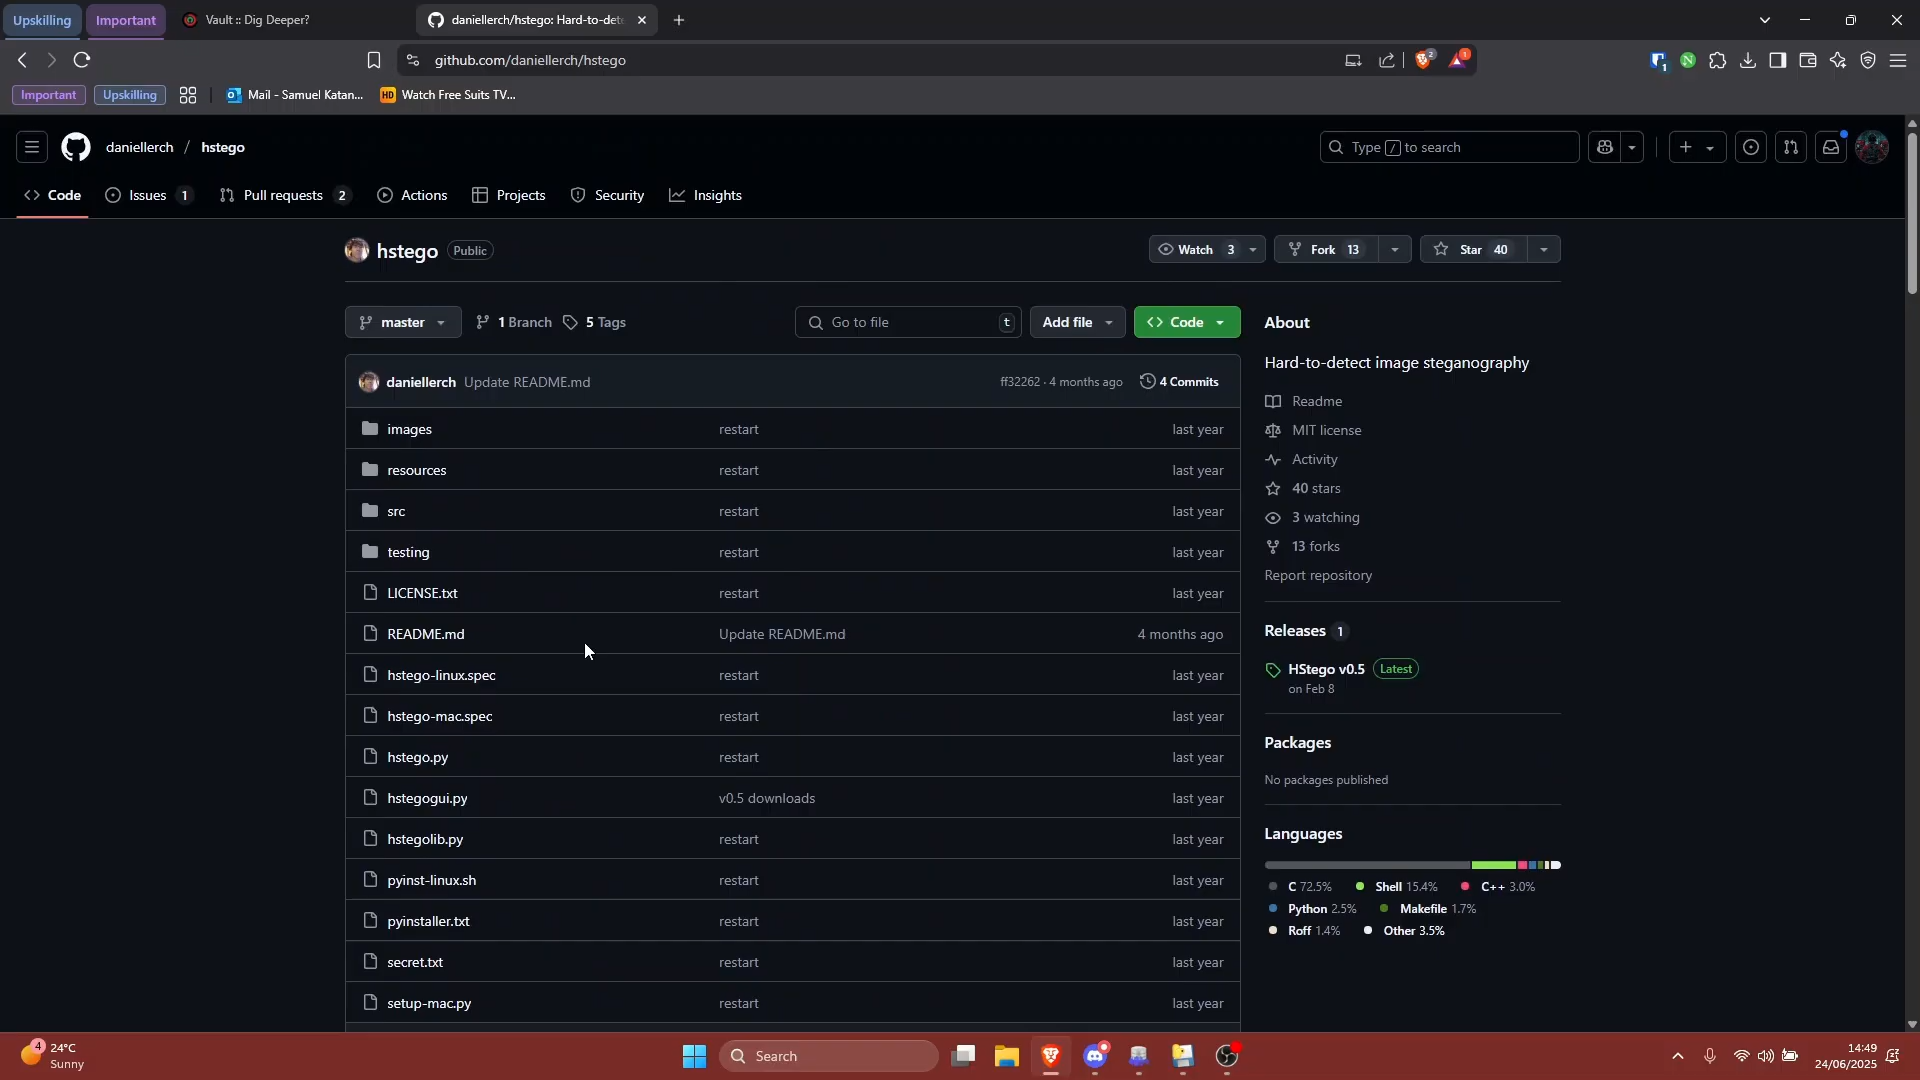 Upskilling Important Vault :: Dig Deeper? daniellerch/hstego: Hard-to-dete
github.com/daniellerch/hstego 2 1 1
Important Upskilling Mail - Samuel Katan... HD Watch Free Suits TV...
daniellerch / hstego Type / to search
Code Issues 1 Pull requests 2 Actions Projects Security Insights
hstego Public Watch 3 Fork 13 Star 40
master 1 Branch 5 Tags Go to file t Add file Code
About
Hard-to-detect image steganography
Readme
MIT license
Activity
40 stars
3 watching
13 forks
Report repository
Releases 1
HStego v0.5 Latest
on Feb 8
Packages
No packages published
Languages
C 72.5% Shell 15.4% C++ 3.0%
Python 2.5% Makefile 1.7%
Roff 1.4% Other 3.5%
daniellerch Update README.md ff32262 · 4 months ago 4 Commits
images restart last year
resources restart last year
src restart last year
testing restart last year
LICENSE.txt restart last year
README.md Update README.md 4 months ago
hstego-linux.spec restart last year
hstego-mac.spec restart last year
hstego.py restart last year
hstegogui.py v0.5 downloads last year
hstegolib.py restart last year
pyinst-linux.sh restart last year
pyinstaller.txt restart last year
secret.txt restart last year
setup-mac.py restart last year
4 24°C
Sunny
Search
14:49
24/06/2025